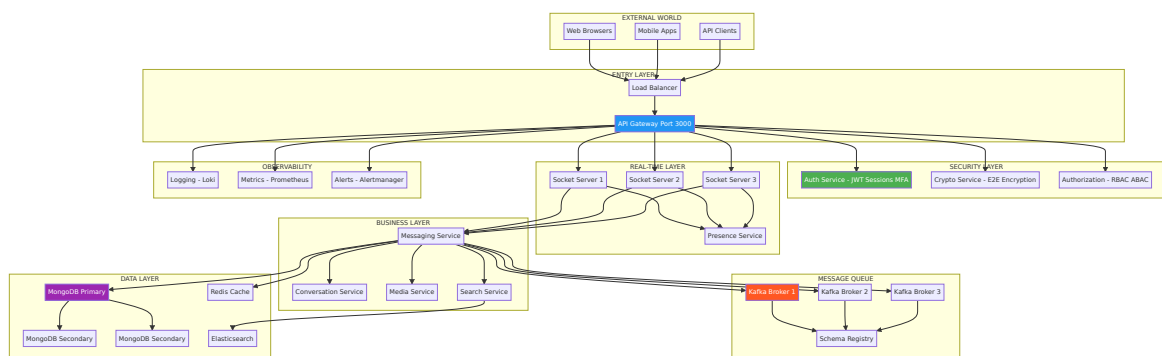 EXTERNAL WORLD
Web Browsers
Mobile Apps
API Clients
ENTRY LAYER
Load Balancer
API Gateway Port 3000
OBSERVABILITY
Logging - Loki
Metrics - Prometheus
Alerts - Alertmanager
REAL-TIME LAYER
Socket Server 1
Socket Server 2
Socket Server 3
Presence Service
SECURITY LAYER
Auth Service - JWT Sessions MFA
Crypto Service - E2E Encryption
Authorization - RBAC ABAC
BUSINESS LAYER
Messaging Service
Conversation Service
Media Service
Search Service
DATA LAYER
MongoDB Primary
Redis Cache
MongoDB Secondary
MongoDB Secondary
Elasticsearch
MESSAGE QUEUE
Kafka Broker 1
Kafka Broker 2
Kafka Broker 3
Schema Registry